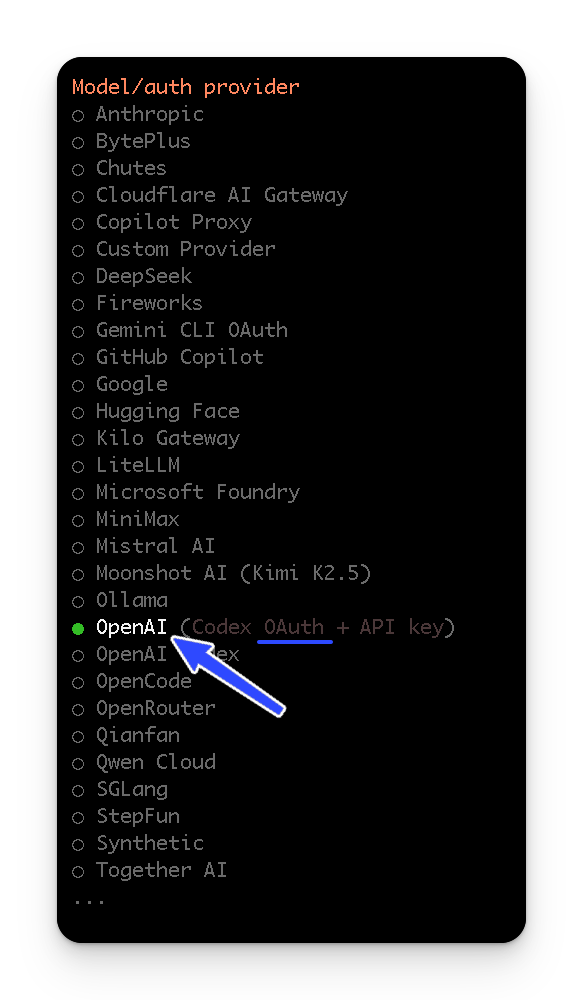 Model/auth provider
○ Anthropic
○ BytePlus
○ Chutes
○ Cloudflare AI Gateway
○ Copilot Proxy
○ Custom Provider
○ DeepSeek
○ Fireworks
○ Gemini CLI OAuth
○ GitHub Copilot
○ Google
○ Hugging Face
○ Kilo Gateway
○ LiteLLM
○ Microsoft Foundry
○ MiniMax
○ Mistral AI
○ Moonshot AI (Kimi K2.5)
○ Ollama
● OpenAI (Codex OAuth + API key)
○ OpenAI
○ OpenCode
○ OpenRouter
○ Qianfan
○ Qwen Cloud
○ SGLang
○ StepFun
○ Synthetic
○ Together AI
...